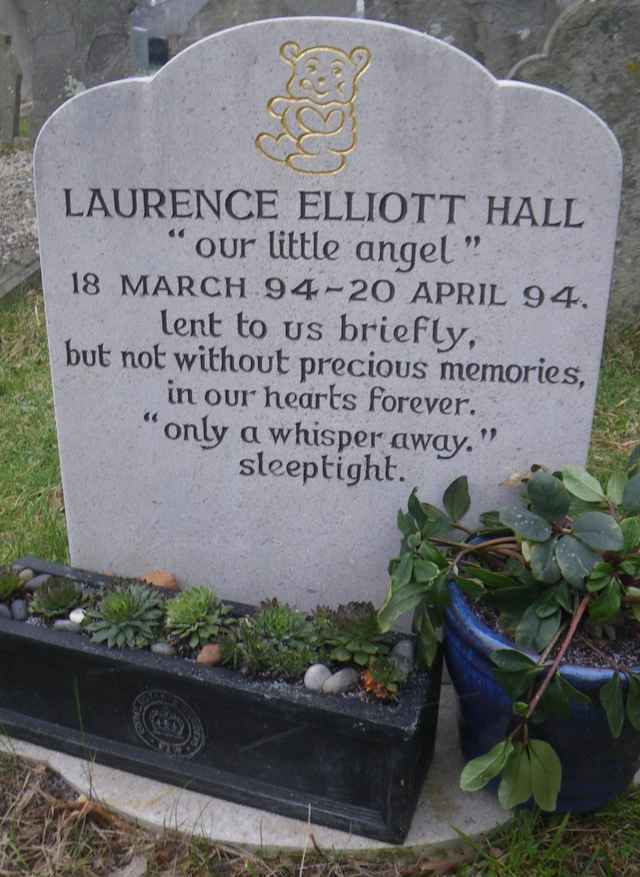 LAURENCE ELLIOTT HALL
“our little angel”
18 MARCH 94-20 APRIL 94.
lent to us briefly,
but not without precious memories,
in our hearts forever.
“only a whisper away.”
sleeptight.